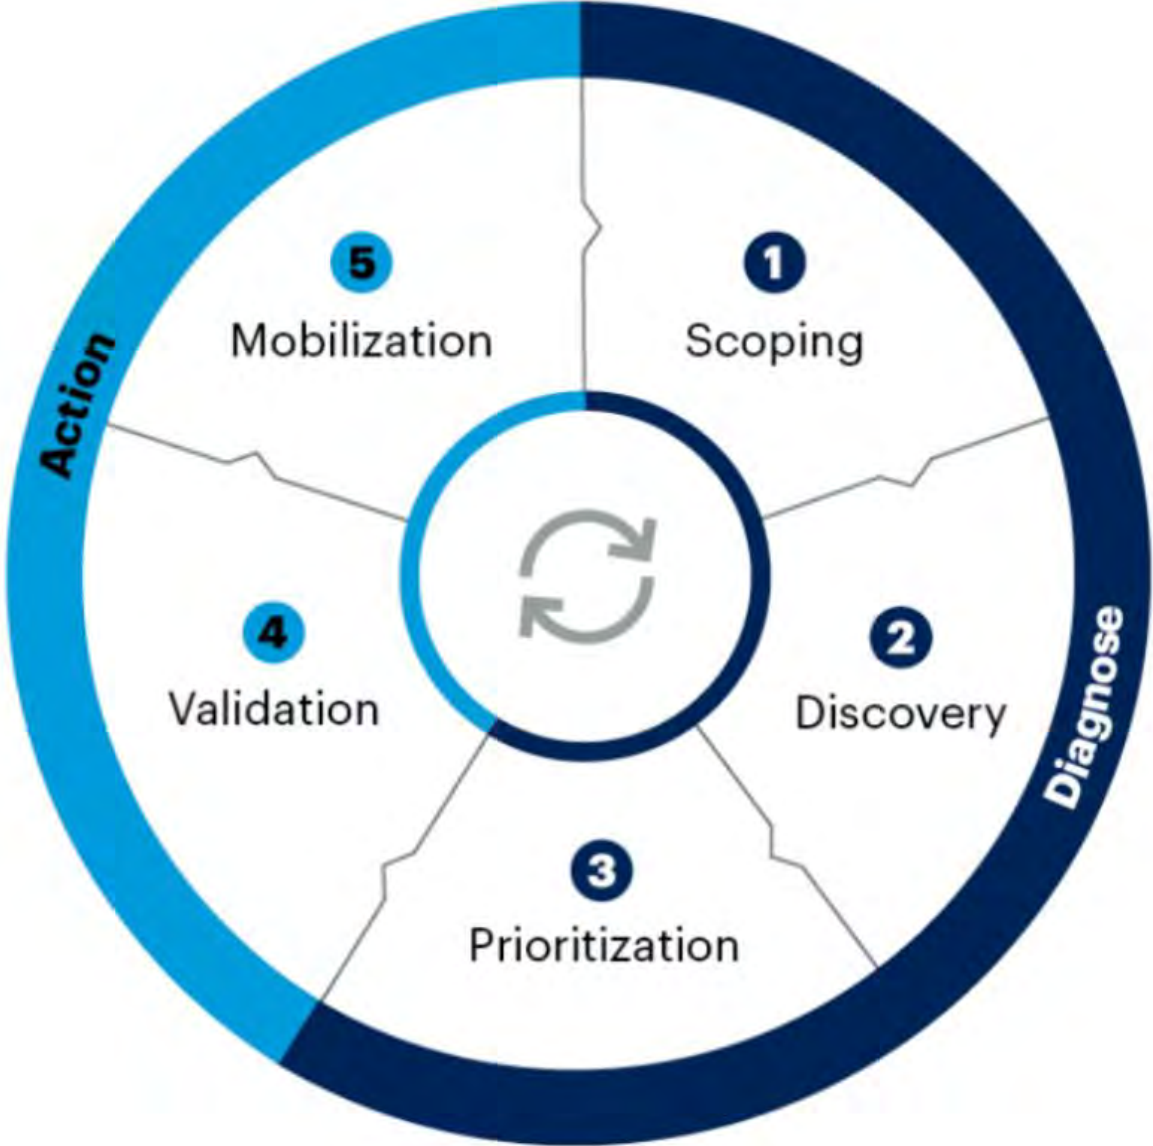 1
Scoping
2
Discovery
3
Prioritization
4
Validation
5
Mobilization
Action
Diagnose